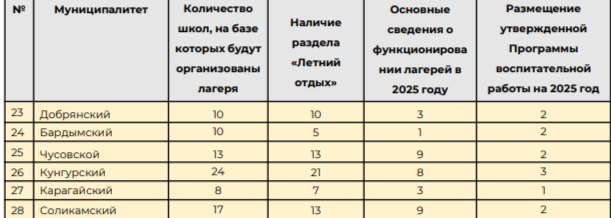 № Муниципалитет Количество школ, на базе которых будут организованы лагеря Наличие раздела «Летний отдых» Основные сведения о функционирова нии лагерей в 2025 году Размещение утвержденной Программы воспитательной работы на 2025 год
23 Добрянский 10 10 3 2
24 Бардымский 10 5 1 2
25 Чусовской 13 13 9 2
26 Кунгурский 24 21 8 3
27 Карагайский 8 7 3 1
28 Соликамский 17 13 9 2